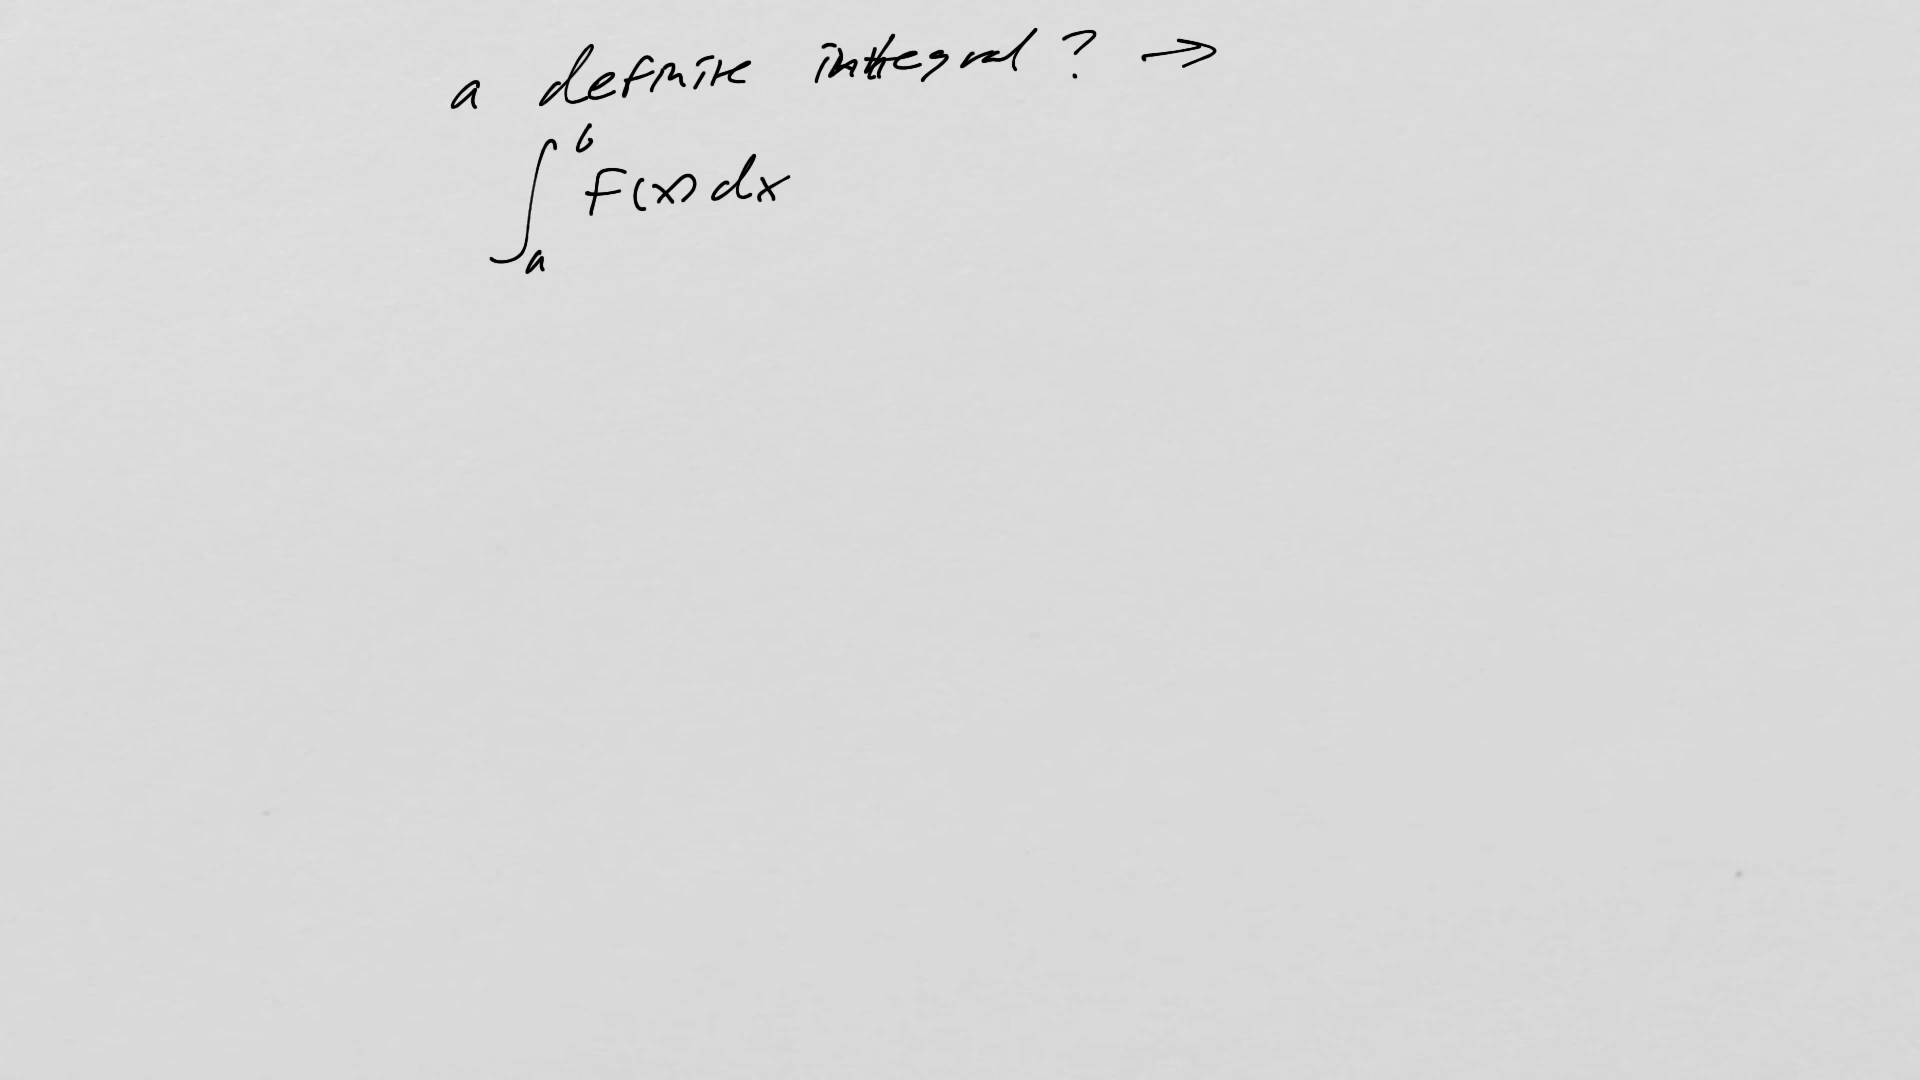 a definite integral? →
∫_a^b f(x) dx